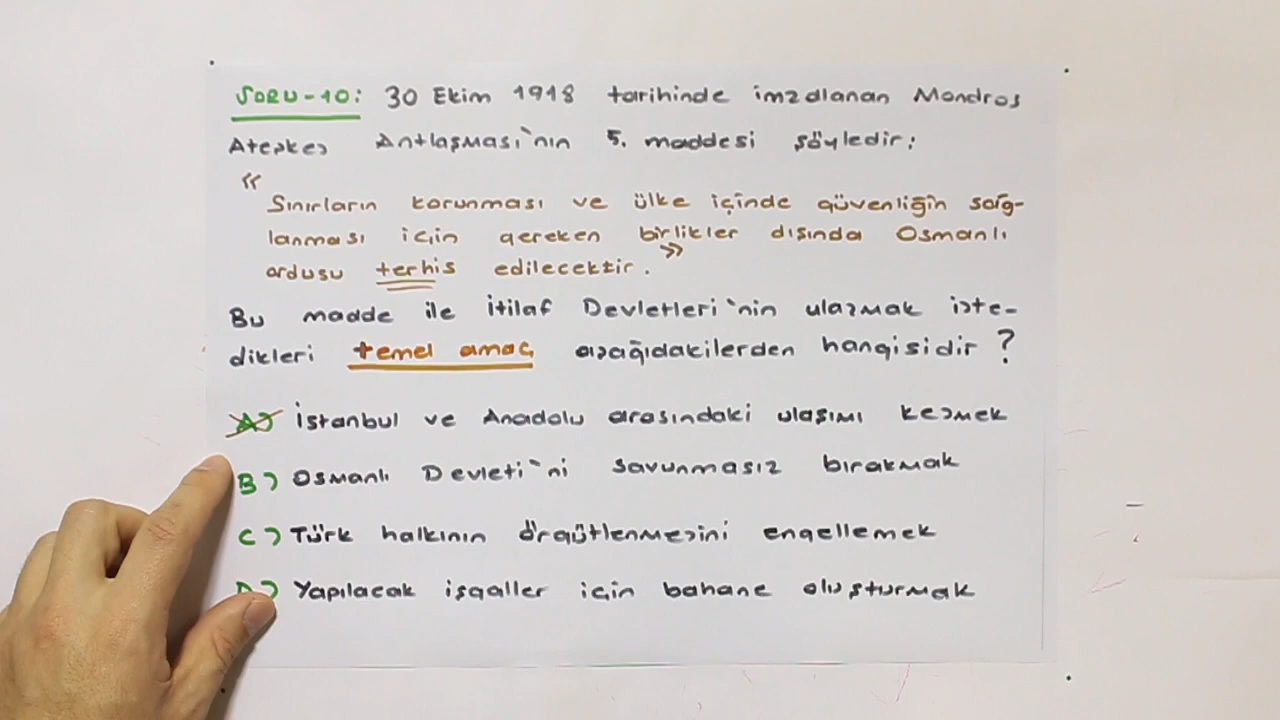 SORU-10: 30 Ekim 1918 tarihinde imzalanan Mondros
Ateşkes Antlaşması'nın 5. maddesi şöyledir:
"Sınırların korunması ve ülke içinde güvenliğin sağ-
lanması için gereken birlikler dışında Osmanlı
ordusu terhis edilecektir."
Bu madde ile İtilaf Devletleri'nin ulaşmak iste-
dikleri temel amaç aşağıdakilerden hangisidir?
A) İstanbul ve Anadolu arasındaki ulaşımı kesmek
B) Osmanlı Devleti'ni savunmasız bırakmak
C) Türk halkının örgütlenmesini engellemek
D) Yapılacak işgaller için bahane oluşturmak